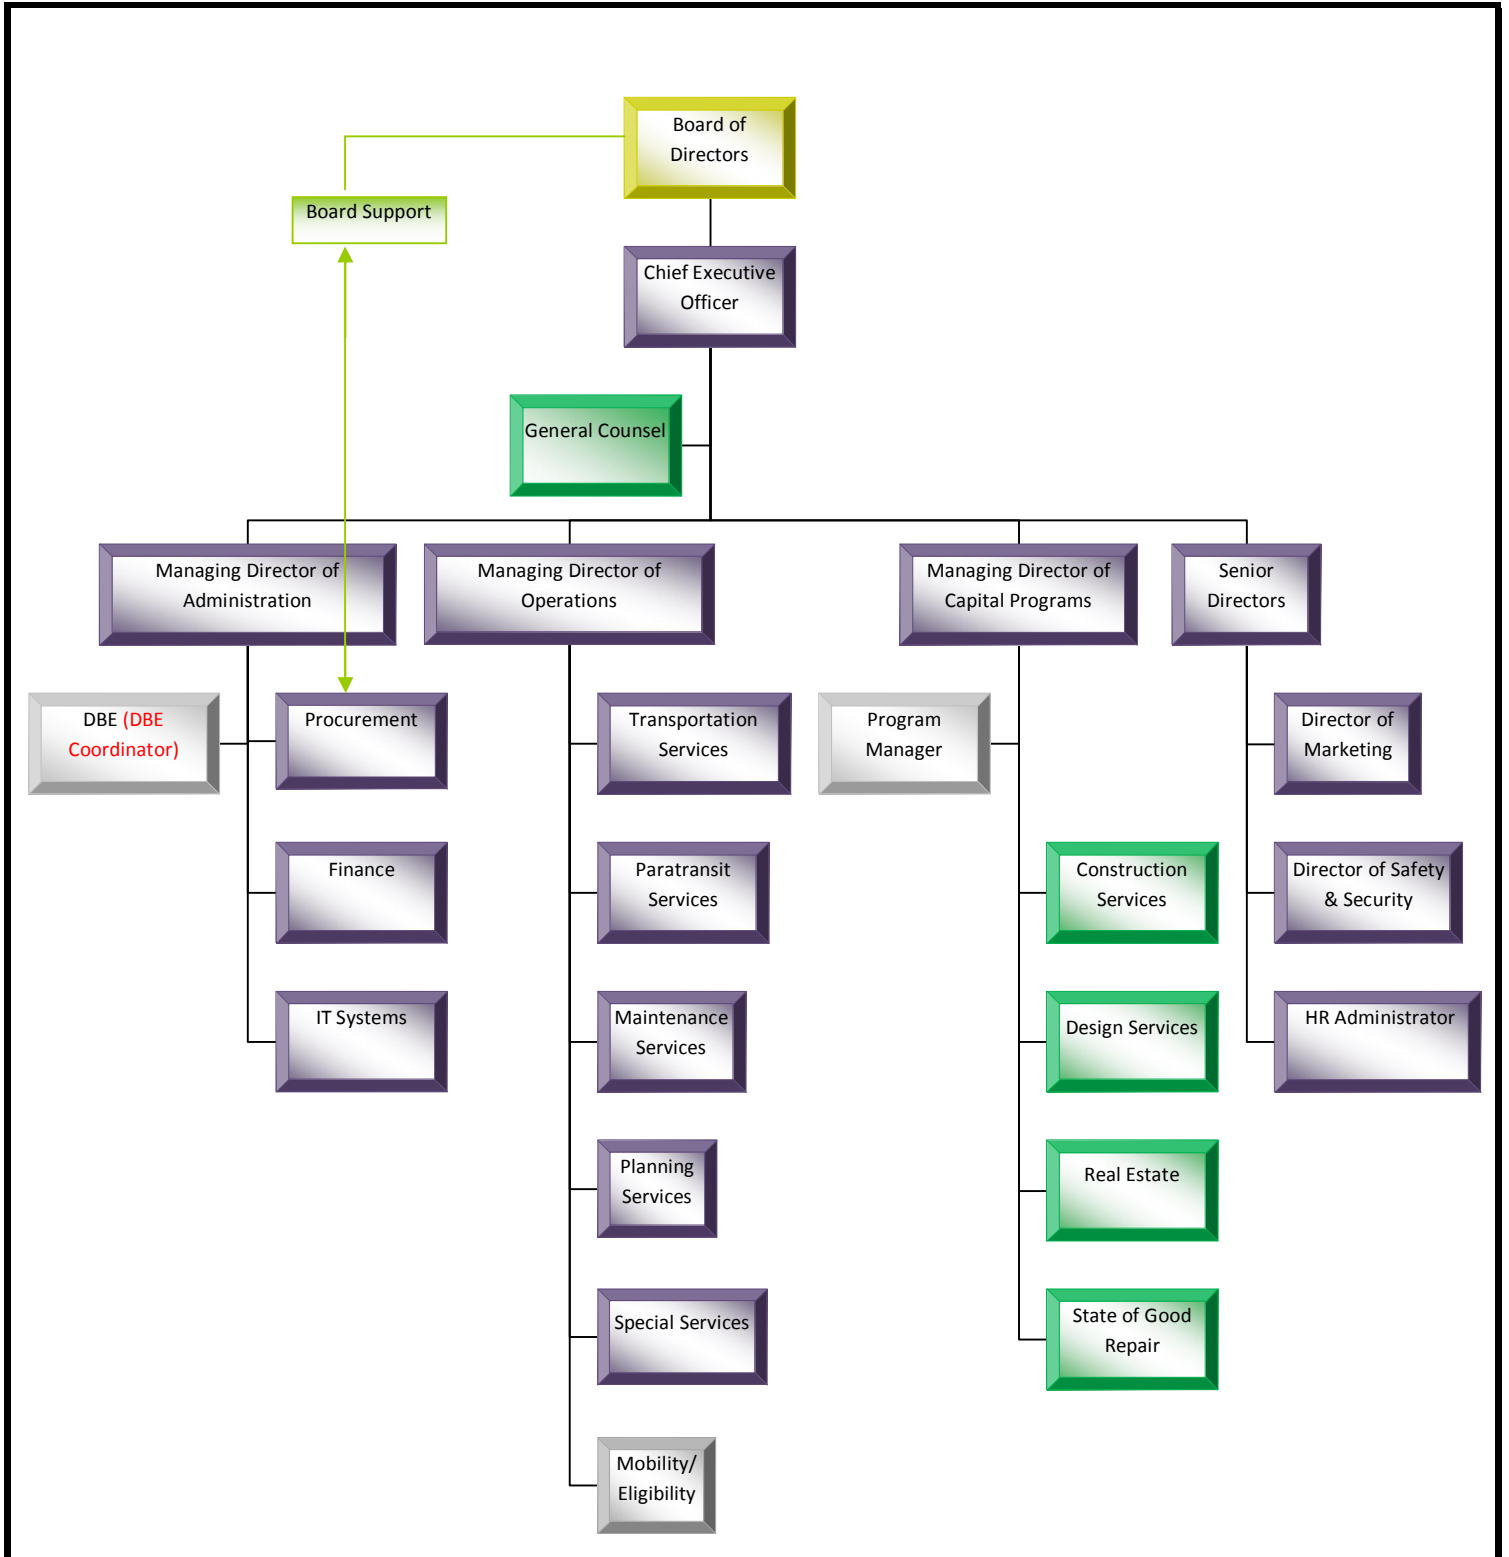 Board of
Directors
Board Support
Chief Executive
Officer
General Counsel
Managing Director of
Administration
Managing Director of
Operations
Managing Director of
Capital Programs
Senior
Directors
DBE (DBE
Coordinator)
Procurement
Transportation
Services
Program
Manager
Director of
Marketing
Finance
Paratransit
Services
Construction
Services
Director of Safety
& Security
IT Systems
Maintenance
Services
Design Services
HR Administrator
Planning
Services
Real Estate
Special Services
State of Good
Repair
Mobility/
Eligibility